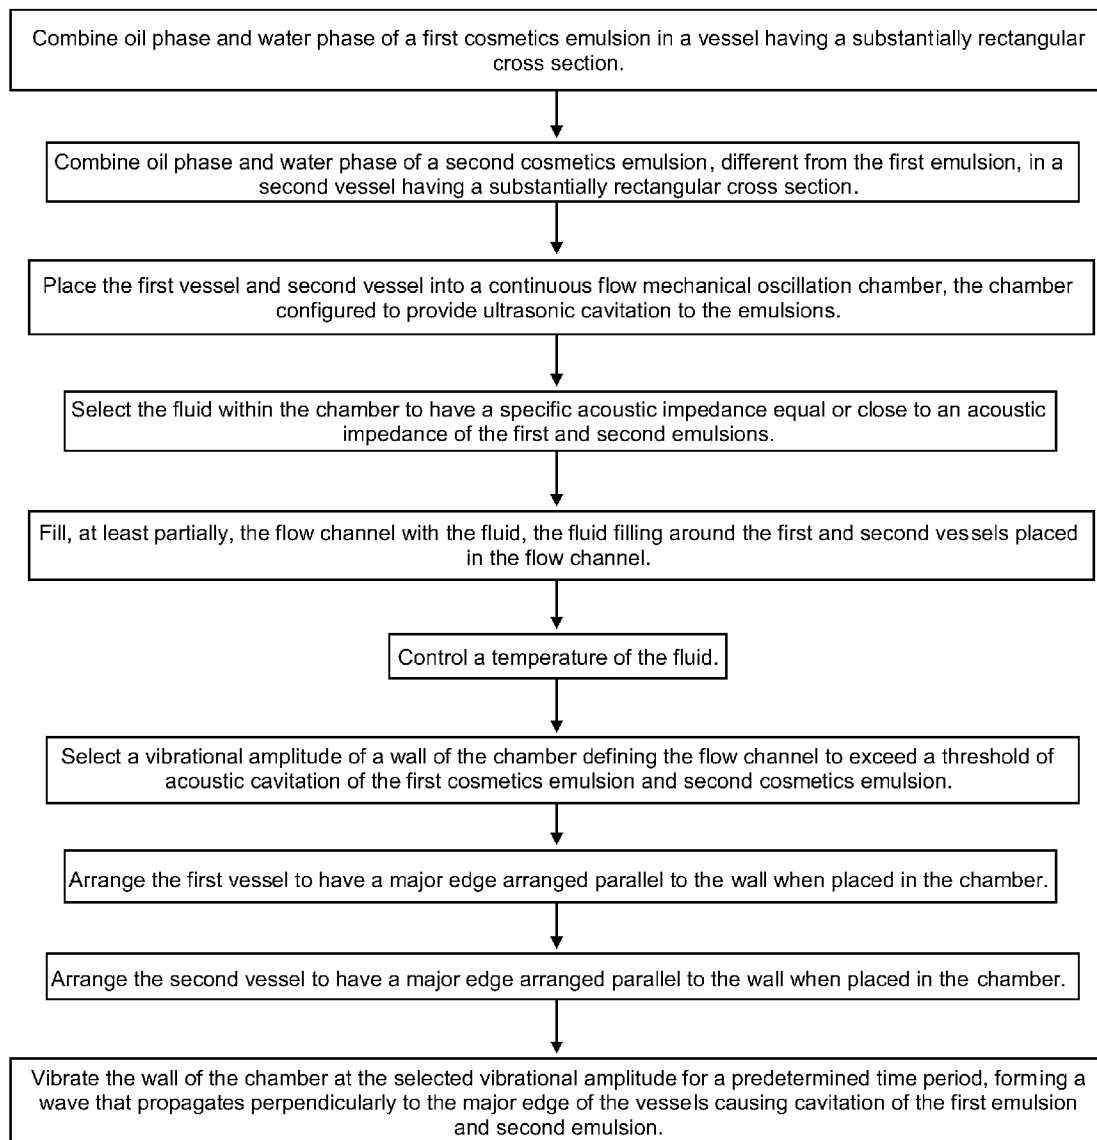 Combine oil phase and water phase of a first cosmetics emulsion in a vessel having a substantially rectangular
cross section.
Combine oil phase and water phase of a second cosmetics emulsion, different from the first emulsion, in a
second vessel having a substantially rectangular cross section.
Place the first vessel and second vessel into a continuous flow mechanical oscillation chamber, the chamber
configured to provide ultrasonic cavitation to the emulsions.
Select the fluid within the chamber to have a specific acoustic impedance equal or close to an acoustic
impedance of the first and second emulsions.
Fill, at least partially, the flow channel with the fluid, the fluid filling around the first and second vessels placed
in the flow channel.
Control a temperature of the fluid.
Select a vibrational amplitude of a wall of the chamber defining the flow channel to exceed a threshold of
acoustic cavitation of the first cosmetics emulsion and second cosmetics emulsion.
Arrange the first vessel to have a major edge arranged parallel to the wall when placed in the chamber.
Arrange the second vessel to have a major edge arranged parallel to the wall when placed in the chamber.
Vibrate the wall of the chamber at the selected vibrational amplitude for a predetermined time period, forming a
wave that propagates perpendicularly to the major edge of the vessels causing cavitation of the first emulsion
and second emulsion.